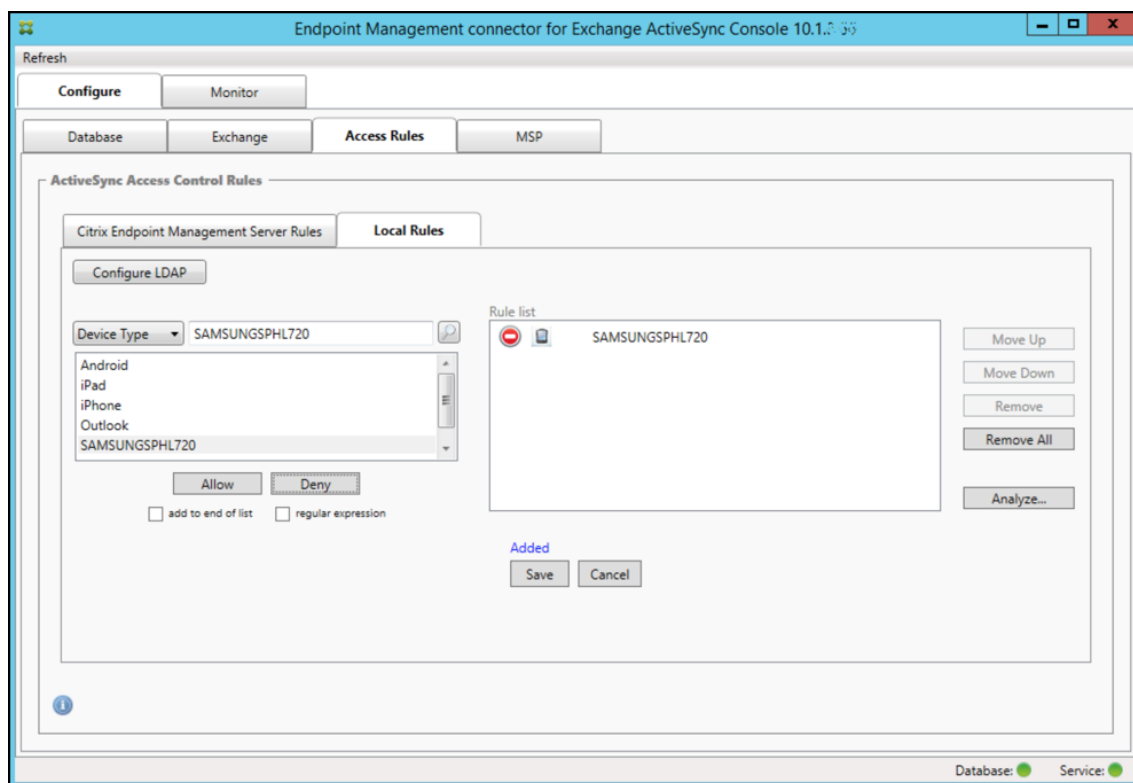 Endpoint Management connector for Exchange ActiveSync Console 10.1.
Refresh
Configure Monitor
Database Exchange Access Rules MSP
ActiveSync Access Control Rules
Citrix Endpoint Management Server Rules Local Rules
Configure LDAP
Rule list
Device Type SAMSUNGSPHL720
SAMSUNGSPHL720
Move Up
Android
iPad
iPhone
Outlook
SAMSUNGSPHL720
Move Down
Remove
Remove All
Allow Deny
Analyze...
add to end of list regular expression
Added
Save Cancel
Database: Service: